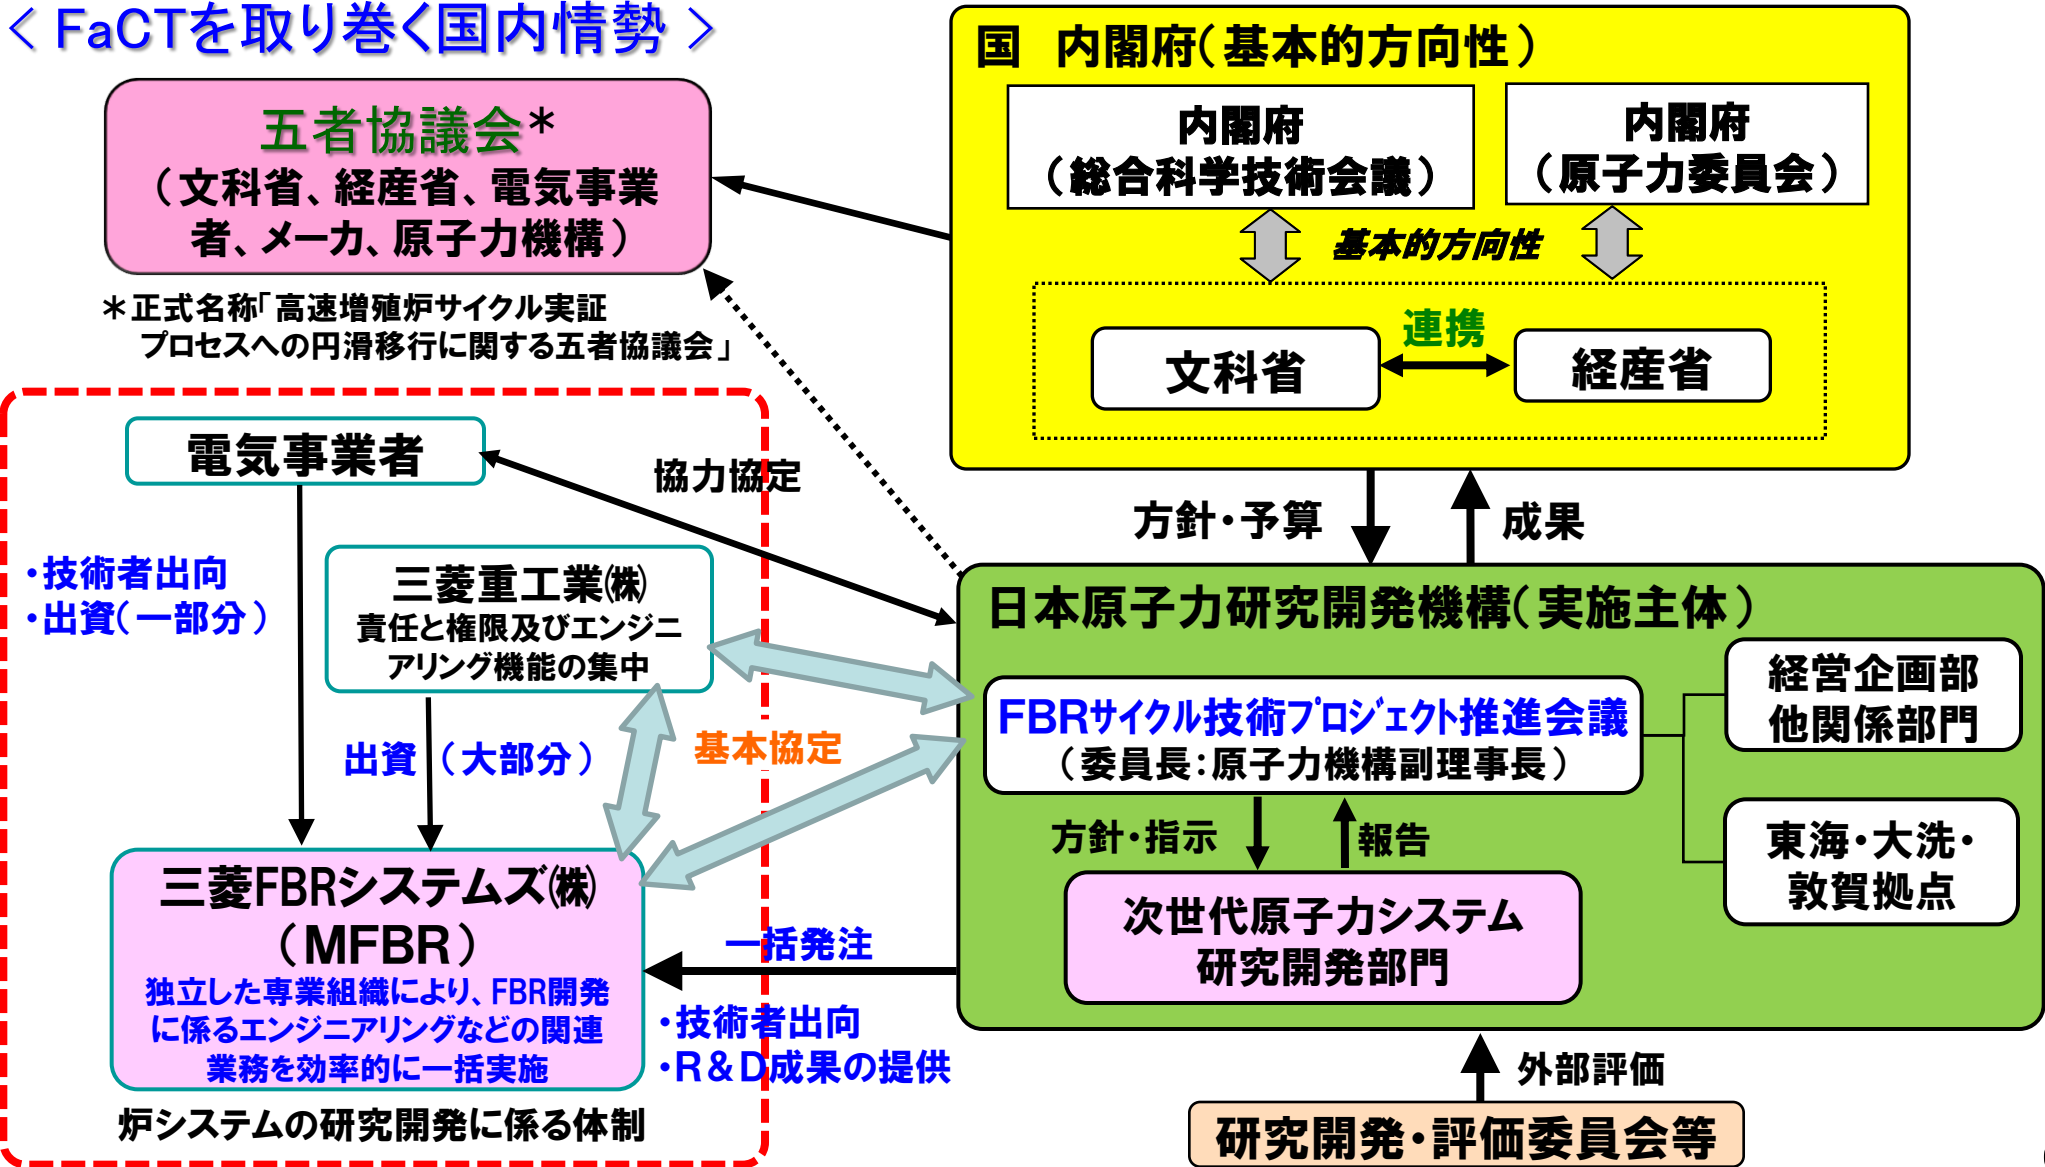 < FaCTを取り巻く国内情勢 >
五者協議会*
（文科省、経産省、電気事業
者、メーカ、原子力機構）
＊正式名称「高速増殖炉サイクル実証
プロセスへの円滑移行に関する五者協議会」
国　内閣府（基本的方向性）
内閣府
（総合科学技術会議）
内閣府
（原子力委員会）
基本的方向性
連携
文科省
経産省
方針・予算
成果
電気事業者
協力協定
・技術者出向
・出資（一部分）
三菱重工業㈱
責任と権限及びエンジニ
アリング機能の集中
出資（大部分）
基本協定
三菱FBRシステムズ㈱
（MFBR）
独立した専業組織により、FBR開発
に係るエンジニアリングなどの関連
業務を効率的に一括実施
炉システムの研究開発に係る体制
一括発注
・技術者出向
・R＆D成果の提供
日本原子力研究開発機構（実施主体）
FBRサイクル技術プロジェクト推進会議
（委員長：原子力機構副理事長）
方針・指示
報告
次世代原子力システム
研究開発部門
経営企画部
他関係部門
東海・大洗・
敦賀拠点
外部評価
研究開発・評価委員会等